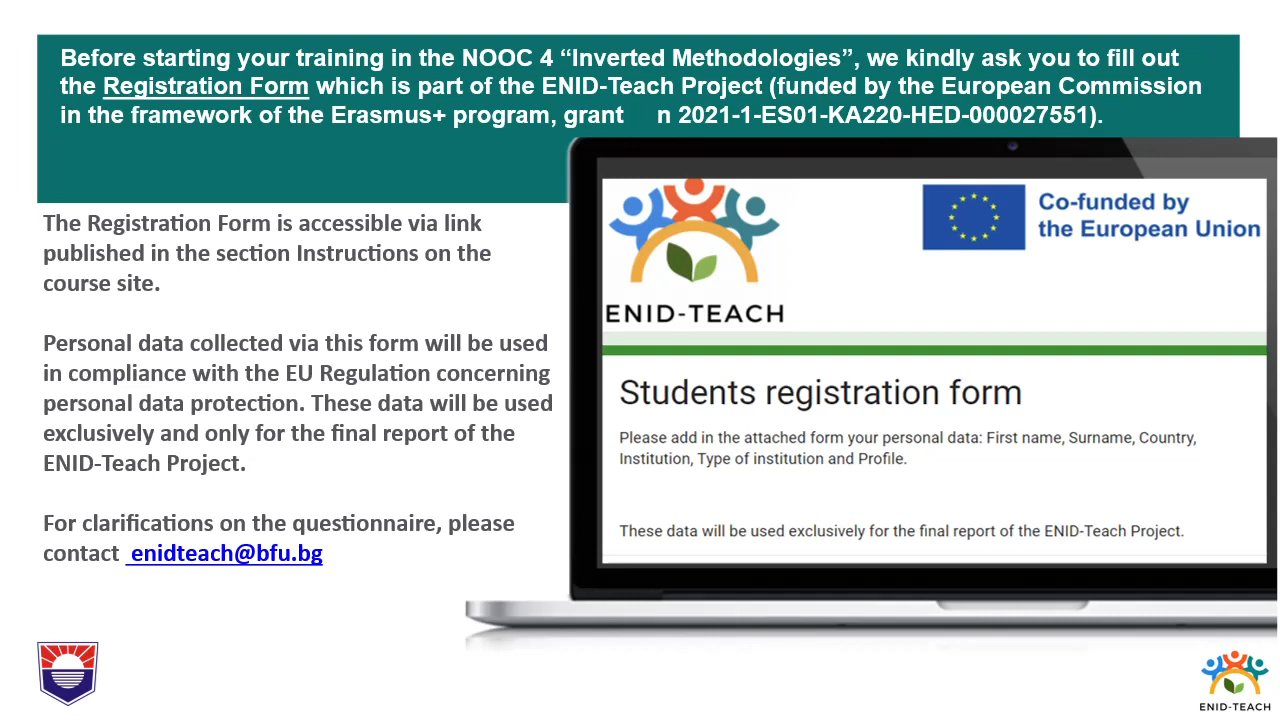 Before starting your training in the NOOC 4 “Inverted Methodologies”, we kindly ask you to fill out
the Registration Form which is part of the ENID-Teach Project (funded by the European Commission
in the framework of the Erasmus+ program, grant n 2021-1-ES01-KA220-HED-000027551).
The Registration Form is accessible via link
published in the section Instructions on the
course site.
Personal data collected via this form will be used
in compliance with the EU Regulation concerning
personal data protection. These data will be used
exclusively and only for the final report of the
ENID-Teach Project.
For clarifications on the questionnaire, please
contact enidteach@bfu.bg
ENID-TEACH
Co-funded by
the European Union
Students registration form
Please add in the attached form your personal data: First name, Surname, Country,
Institution, Type of institution and Profile.
These data will be used exclusively for the final report of the ENID-Teach Project.
ENID-TEACH